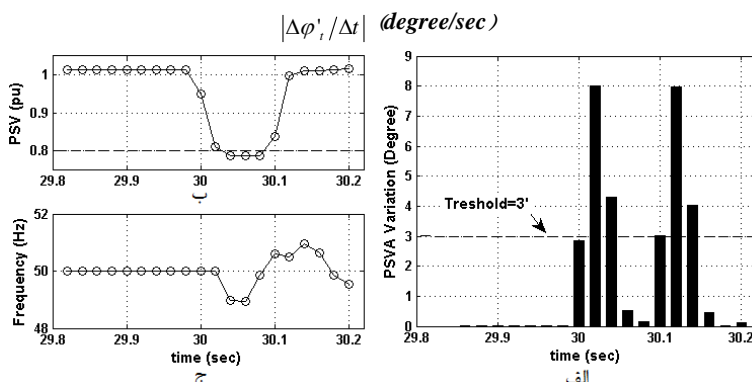 |Δφ'ₜ/Δt| (degree/sec)
PSV (pu)
1
0.9
0.8
29.8 29.9 30 30.1 30.2
ب
Frequency (Hz)
52
50
48
29.8 29.9 30 30.1 30.2
time (sec)
ج
PSVA Variation (Degree)
9
8
7
6
5
4
3
2
1
0
Treshold=3'
29.8 29.9 30 30.1 30.2
time (sec)
الف